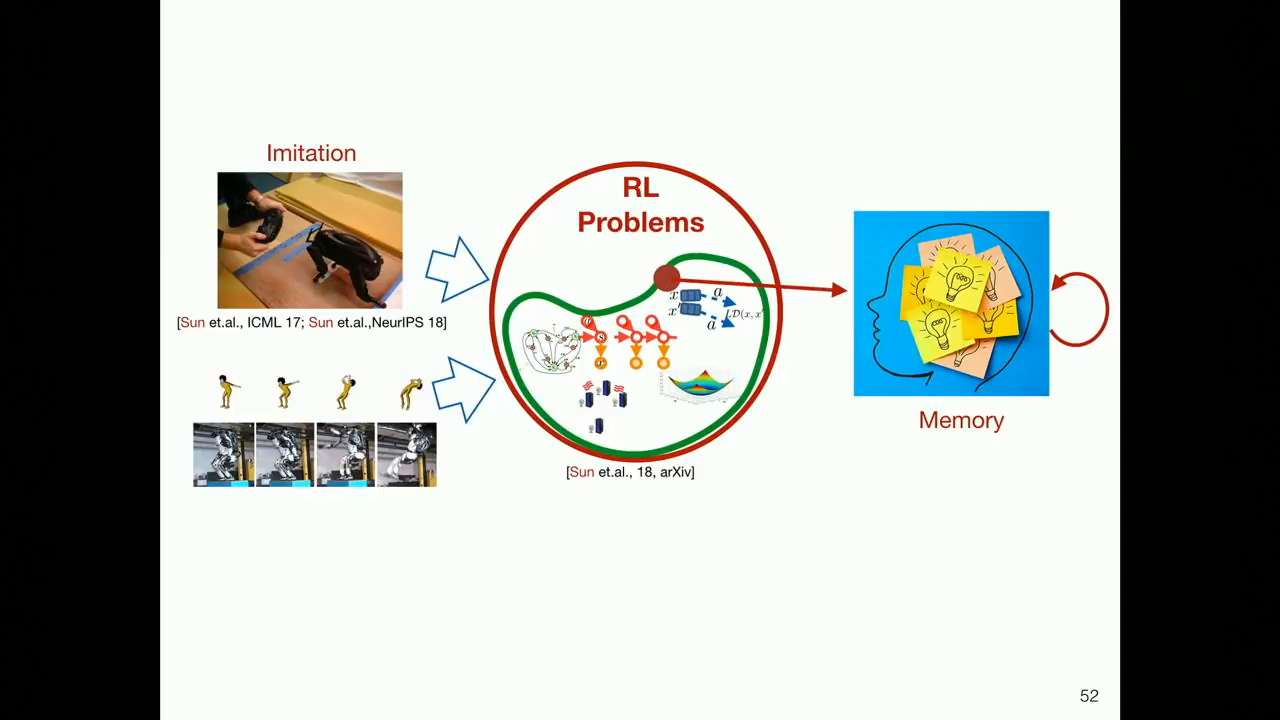 Imitation
[Sun et.al., ICML 17; Sun et.al.,NeurIPS 18]
RL
Problems
x
a
x'
a
[Sun et.al., 18, arXiv]
Memory
52